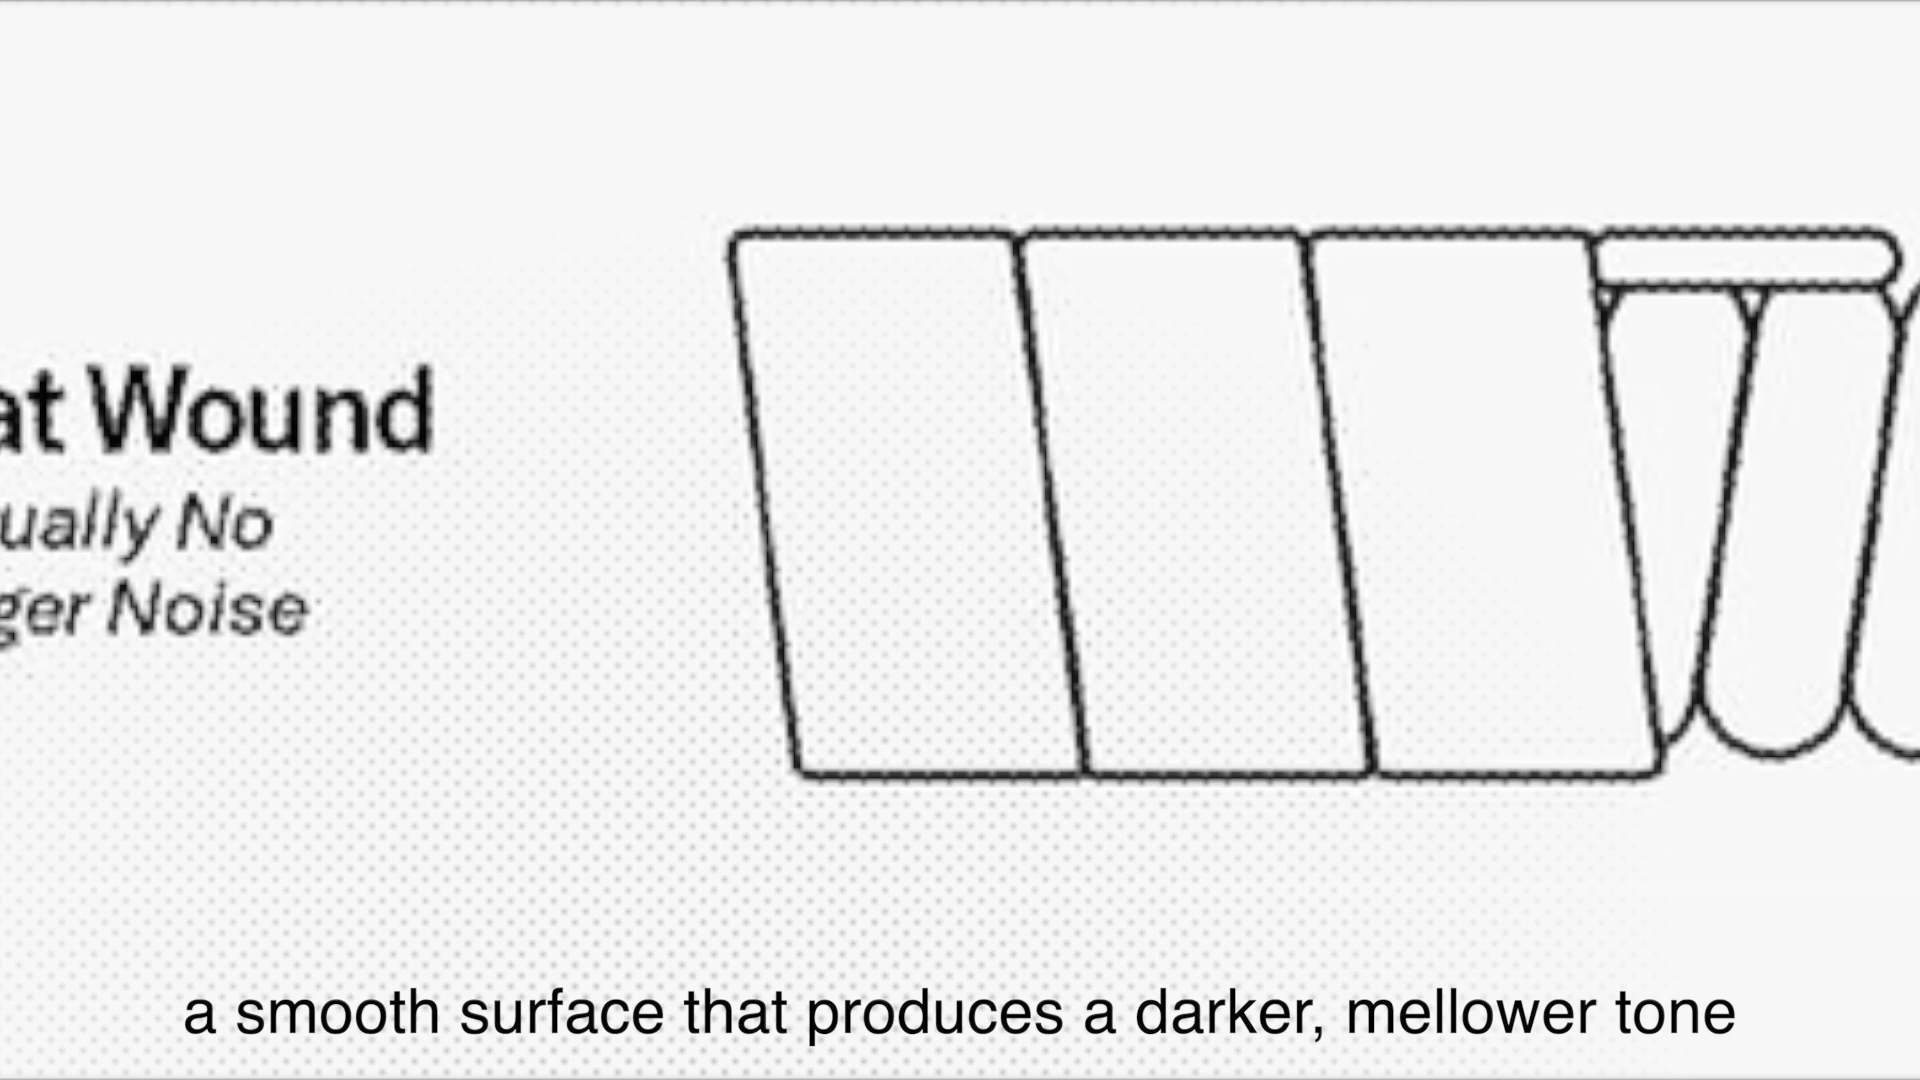 at Wound
ually No
ger Noise
a smooth surface that produces a darker, mellower tone